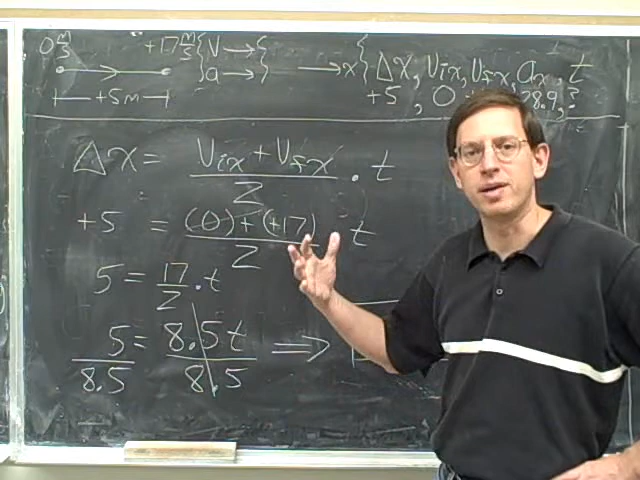 0 m/s +17 m/s { V → { → x { Δx, Vix, Vfx, ax, t
a →
+5m +5, 0, 28.9, ?
Δx = (Vix + Vfx)/2 · t
+5 = ((0) + (+17))/2 t
5 = 17/2 · t
5 = 8.5t ⟹
8.5 8.5